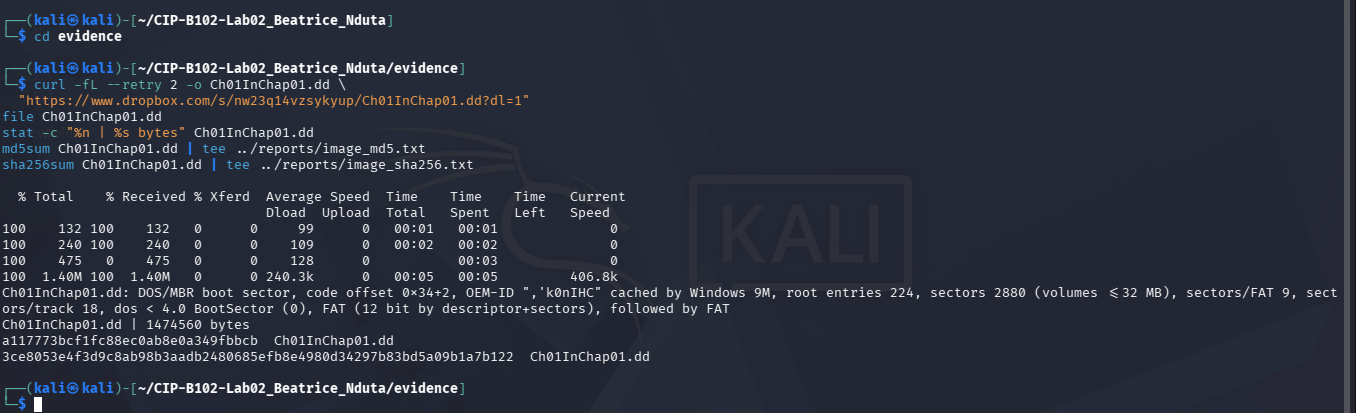 ┌──(kali㉿kali)-[~/CIP-B102-Lab02_Beatrice_Nduta]
└─$ cd evidence
┌──(kali㉿kali)-[~/CIP-B102-Lab02_Beatrice_Nduta/evidence]
└─$ curl -fL --retry 2 -o Ch01InChap01.dd \
"https://www.dropbox.com/s/nw23q14vzsykyup/Ch01InChap01.dd?dl=1"
file Ch01InChap01.dd
stat -c "%n | %s bytes" Ch01InChap01.dd
md5sum Ch01InChap01.dd | tee ../reports/image_md5.txt
sha256sum Ch01InChap01.dd | tee ../reports/image_sha256.txt
% Total % Received % Xferd Average Speed Time Time Time Current
Dload Upload Total Spent Left Speed
100 132 100 132 0 0 99 0 00:01 00:01 0
100 240 100 240 0 0 109 0 00:02 00:02 0
100 475 0 475 0 0 128 0 00:03 0
100 1.40M 100 1.40M 0 0 240.3k 0 00:05 00:05 406.8k
Ch01InChap01.dd: DOS/MBR boot sector, code offset 0x34+2, OEM-ID ",'k0nIHC" cached by Windows 9M, root entries 224, sectors 2880 (volumes <=32 MB), sectors/FAT 9, sect
ors/track 18, dos < 4.0 BootSector (0), FAT (12 bit by descriptor+sectors), followed by FAT
Ch01InChap01.dd | 1474560 bytes
a117773bcf1fc88ec0ab8e0a349fbbcb Ch01InChap01.dd
3ce8053e4f3d9c8ab98b3aadb2480685efb8e4980d34297b83bd5a09b1a7b122 Ch01InChap01.dd
┌──(kali㉿kali)-[~/CIP-B102-Lab02_Beatrice_Nduta/evidence]
└─$
KALI